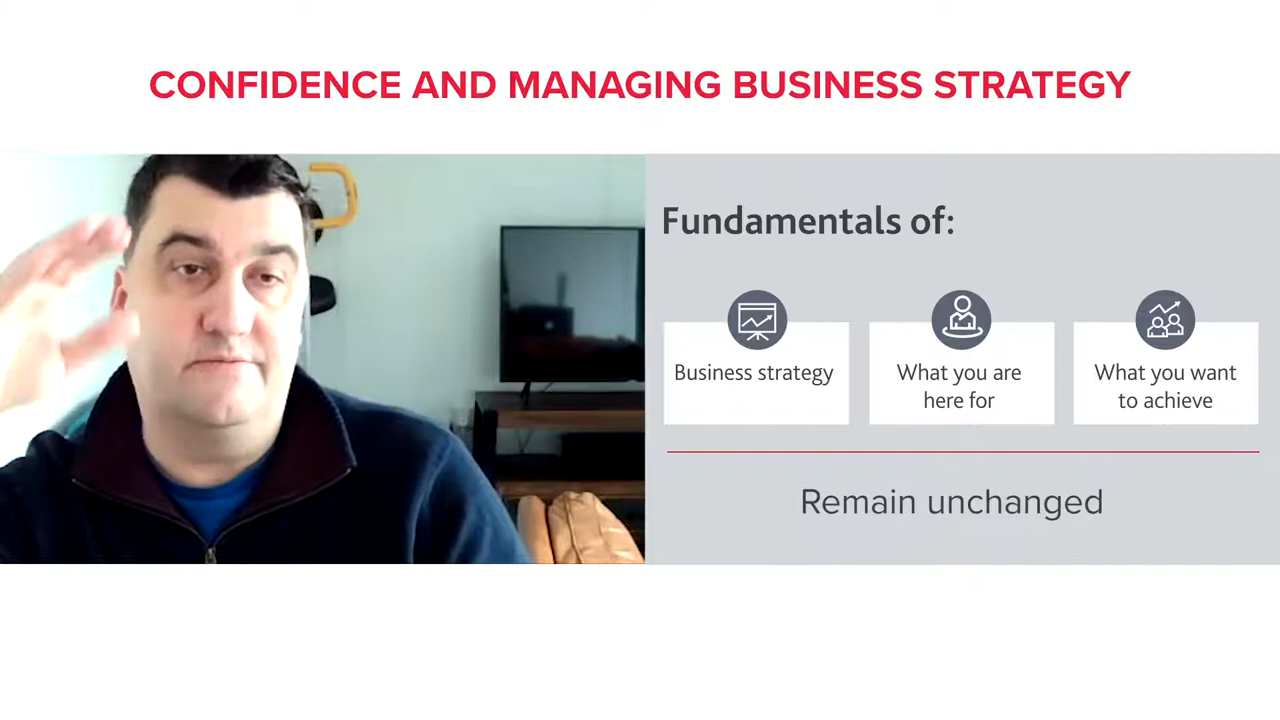 CONFIDENCE AND MANAGING BUSINESS STRATEGY
Fundamentals of:
Business strategy
What you are
here for
What you want
to achieve
Remain unchanged